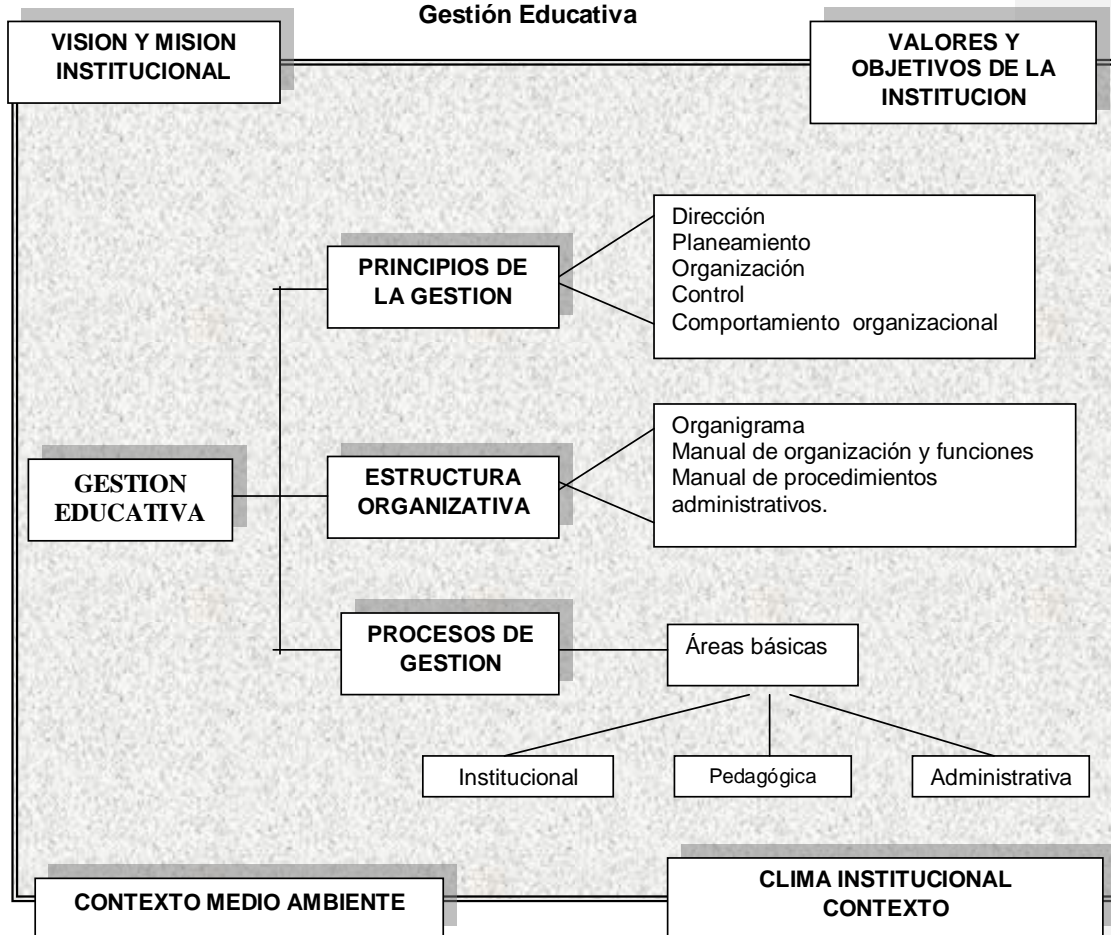 Gestión Educativa
VISION Y MISION
INSTITUCIONAL
VALORES Y
OBJETIVOS DE LA
INSTITUCION
PRINCIPIOS DE
LA GESTION
Dirección
Planeamiento
Organización
Control
Comportamiento organizacional
GESTION
EDUCATIVA
ESTRUCTURA
ORGANIZATIVA
Organigrama
Manual de organización y funciones
Manual de procedimientos
administrativos.
PROCESOS DE
GESTION
Áreas básicas
Institucional
Pedagógica
Administrativa
CONTEXTO MEDIO AMBIENTE
CLIMA INSTITUCIONAL
CONTEXTO